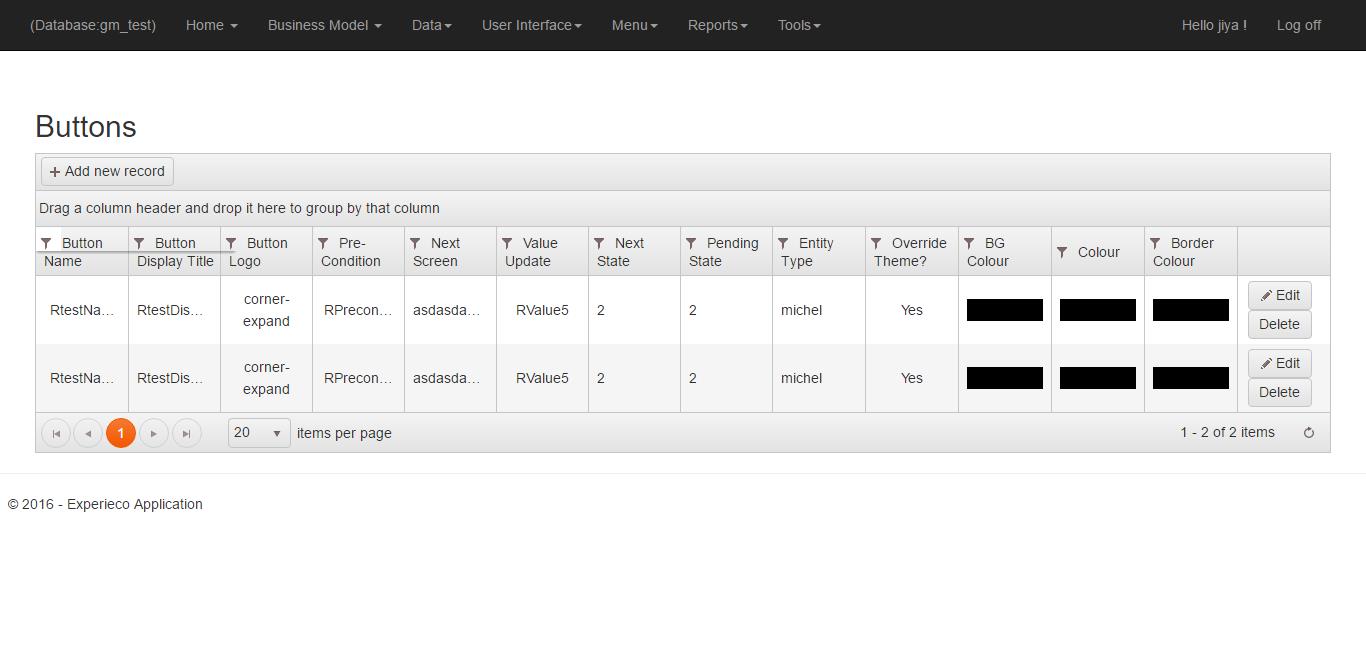 (Database:gm_test) Home Business Model Data User Interface Menu Reports Tools Hello jiya ! Log off
Buttons
Add new record
Drag a column header and drop it here to group by that column
Button Name
Button Display Title
Button Logo
Pre-Condition
Next Screen
Value Update
Next State
Pending State
Entity Type
Override Theme?
BG Colour
Colour
Border Colour
RtestNa... RtestDis... corner-expand RPrecon... asdasda... RValue5 2 2 michel Yes Edit Delete
RtestNa... RtestDis... corner-expand RPrecon... asdasda... RValue5 2 2 michel Yes Edit Delete
1 20 items per page 1 - 2 of 2 items
© 2016 - Experieco Application